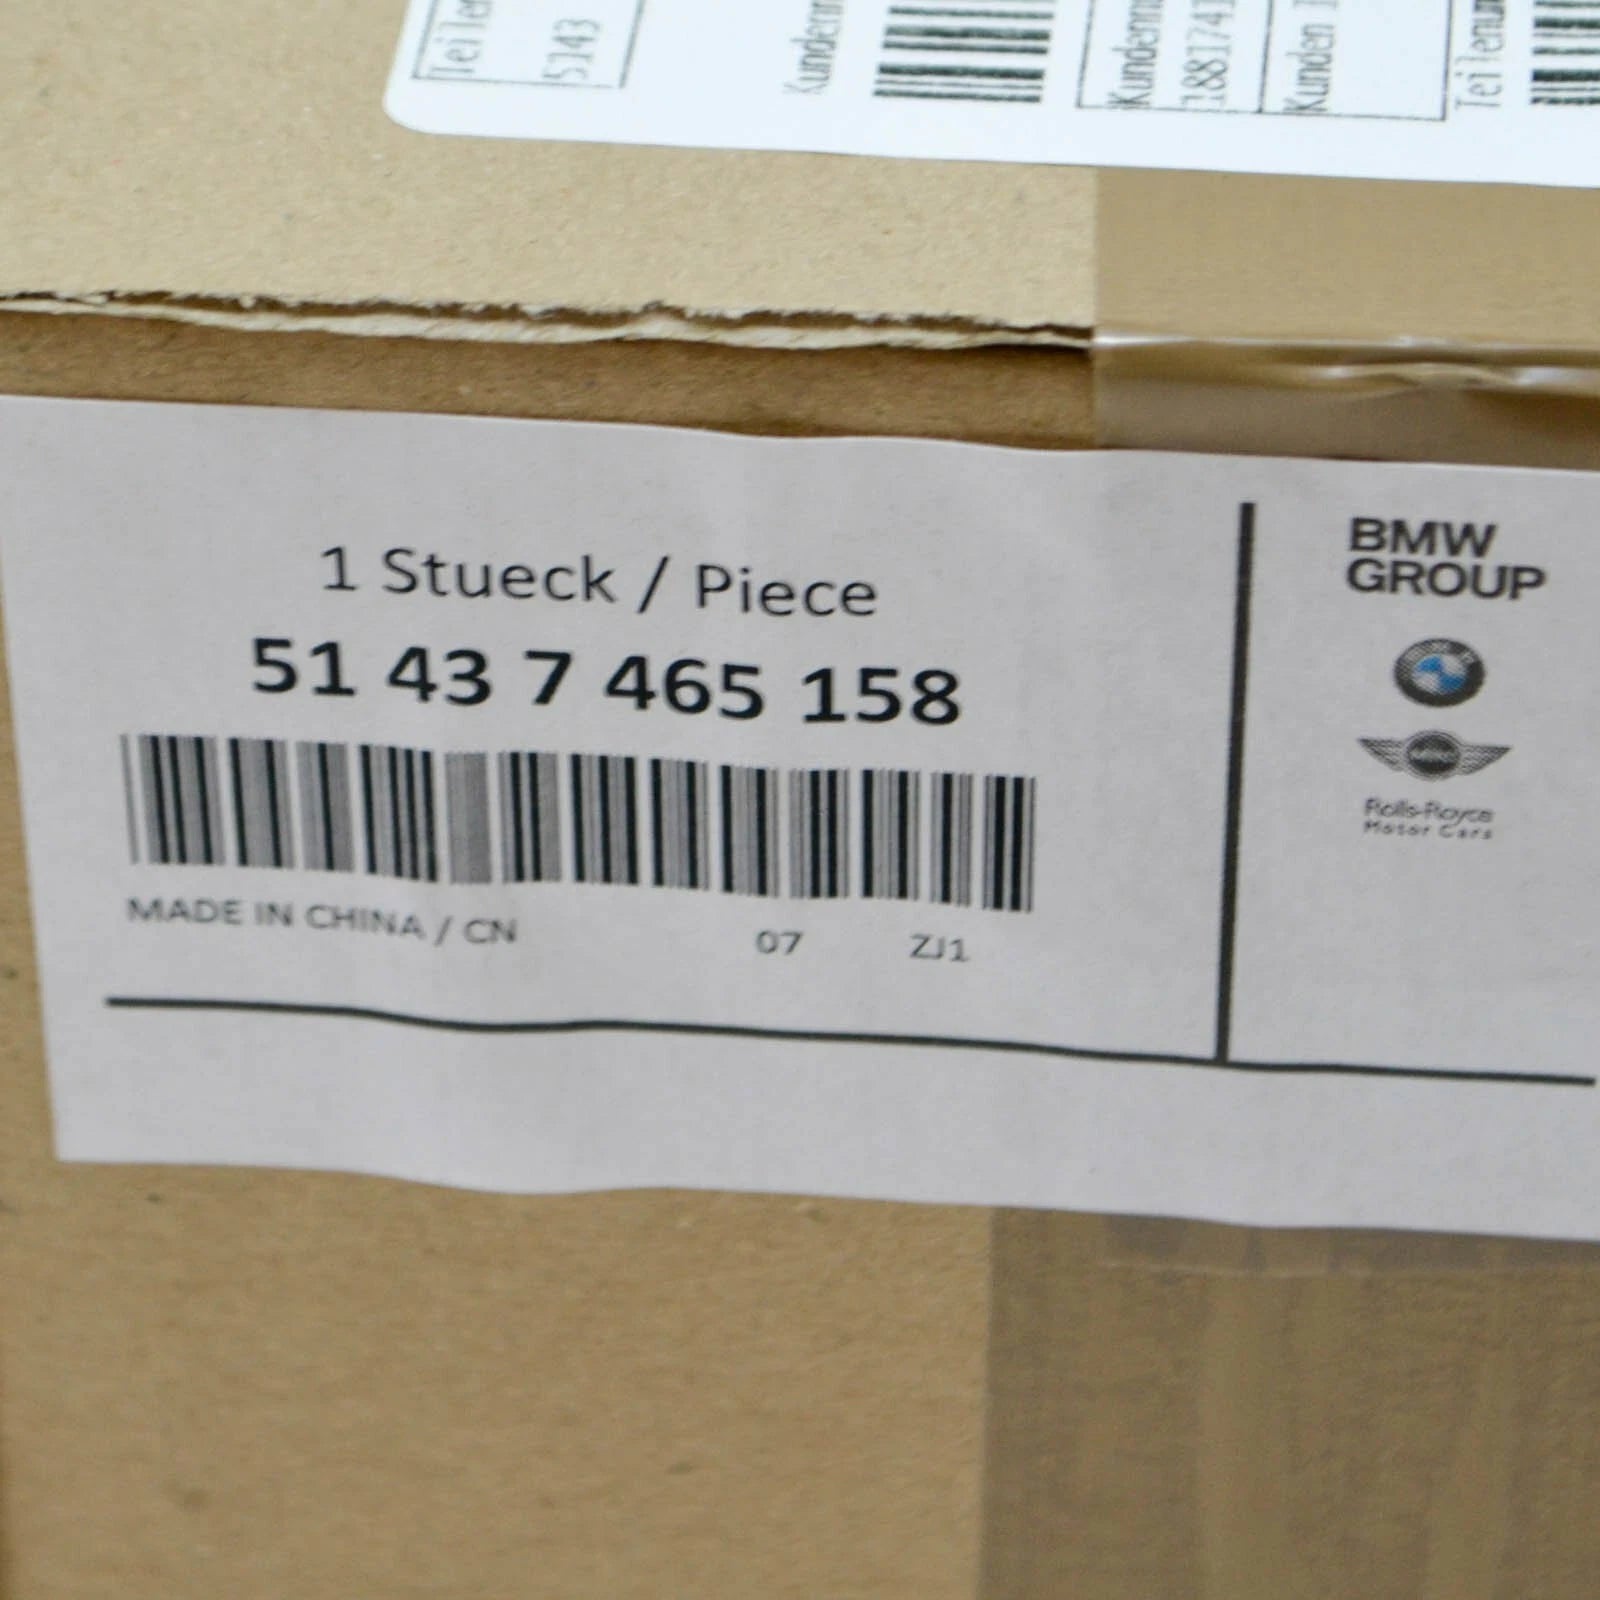 5143
1 Stueck / Piece
51 43 7 465 158
MADE IN CHINA / CN 07 ZJ1
BMW
GROUP
Rolls-Royce
Motor Cars
Kunden